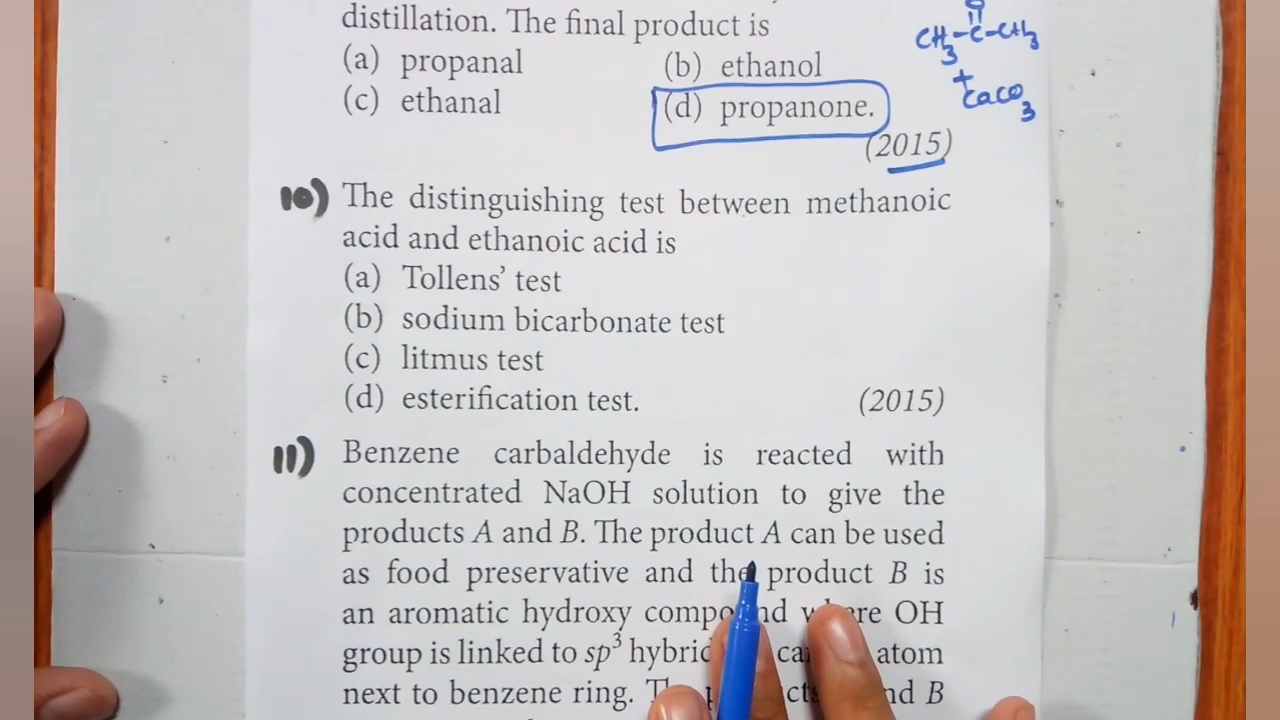 distillation. The final product is
(a) propanal (b) ethanol
(c) ethanal (d) propanone.
(2015)
O
CH3-C-CH3
+
CaCO3
10) The distinguishing test between methanoic
acid and ethanoic acid is
(a) Tollens' test
(b) sodium bicarbonate test
(c) litmus test
(d) esterification test. (2015)
11) Benzene carbaldehyde is reacted with
concentrated NaOH solution to give the
products A and B. The product A can be used
as food preservative and the product B is
an aromatic hydroxy compound where OH
group is linked to sp3 atom
next to benzene ring. B